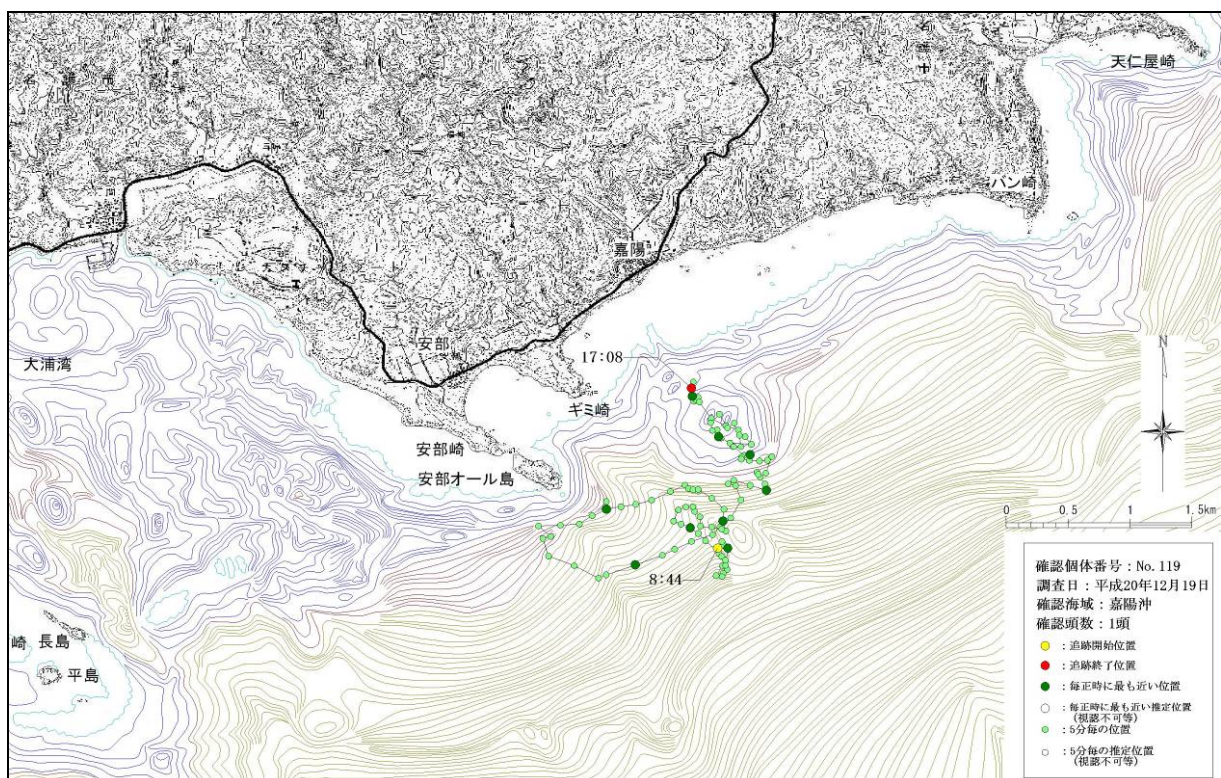 天仁屋崎
バン崎
嘉陽
安部
大浦湾
17:08
ギミ崎
安部崎
安部オール島
N
0 0.5 1 1.5km
8:44
崎 長島
平島
確認個体番号：No.119
調査日：平成20年12月19日
確認海域：嘉陽沖
確認頭数：1頭
：追跡開始位置
：追跡終了位置
：毎正時に最も近い位置
：毎正時に最も近い推定位置
(視認不可等)
：5分毎の位置
：5分毎の推定位置
(視認不可等)